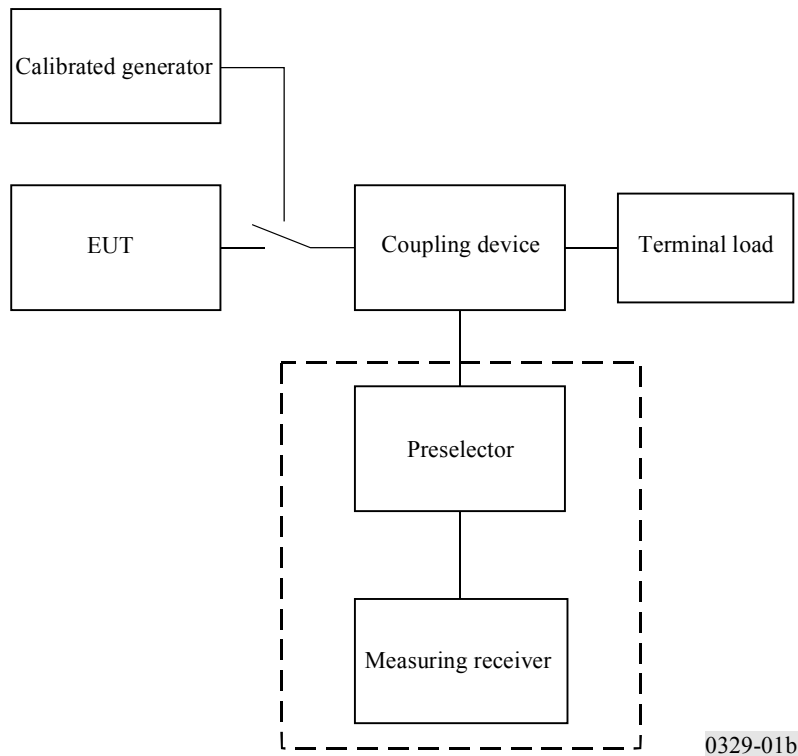 Calibrated generator
EUT
Coupling device
Terminal load
Preselector
Measuring receiver
0329-01b